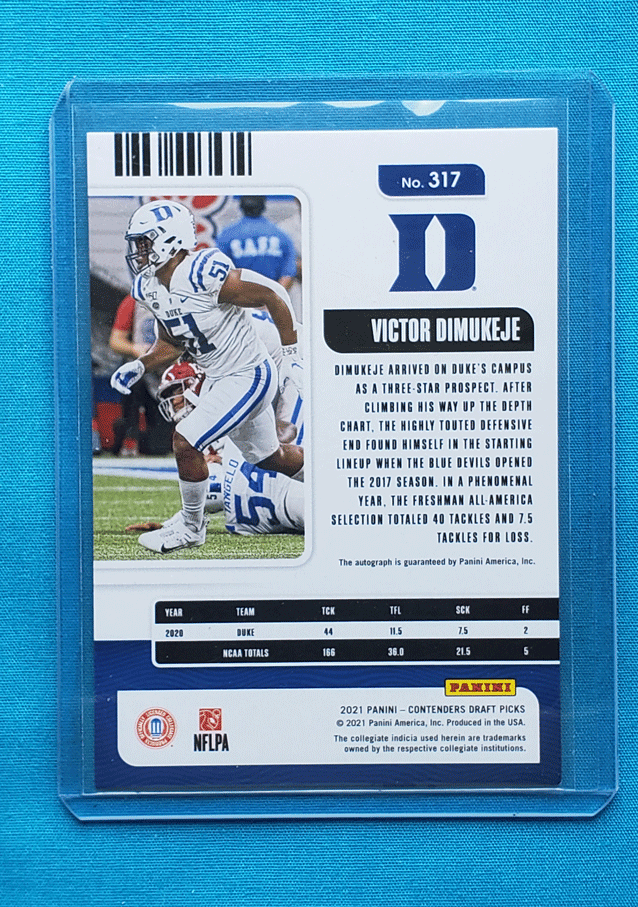 No. 317
D
VICTOR DIMUKEJE
DIMUKEJE ARRIVED ON DUKE'S CAMPUS
AS A THREE-STAR PROSPECT. AFTER
CLIMBING HIS WAY UP THE DEPTH
CHART, THE HIGHLY TOUTED DEFENSIVE
END FOUND HIMSELF IN THE STARTING
LINEUP WHEN THE BLUE DEVILS OPENED
THE 2017 SEASON. IN A PHENOMENAL
YEAR, THE FRESHMAN ALL-AMERICA
SELECTION TOTALED 40 TACKLES AND 7.5
TACKLES FOR LOSS.
The autograph is guaranteed by Panini America, Inc.
D
S.A.F.D.
51
DUKE
51
54
YEAR TEAM TCK TFL SCK FF
2020 DUKE 44 11.5 7.5 2
NCAA TOTALS 166 36.0 21.5 5
PANINI
2021 PANINI – CONTENDERS DRAFT PICKS
© 2021 Panini America, Inc. Produced in the USA.
The collegiate indicia used herein are trademarks
owned by the respective collegiate institutions.
NFLPA